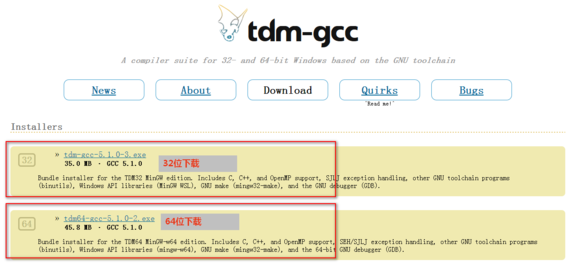 tdm-gcc
A compiler suite for 32- and 64-bit Windows based on the GNU toolchain
News About Download Quirks Bugs
"Read me!"
Installers
32 » tdm-gcc-5.1.0-3.exe
35.0 MB · GCC 5.1.0 32位下载
Bundle installer for the TDM32 MinGW edition. Includes C, C++, and OpenMP support, SJLJ exception handling, other GNU toolchain programs
(binutils), Windows API libraries (MinGW WSL), GNU make (mingw32-make), and the GNU debugger (GDB).
64 » tdm64-gcc-5.1.0-2.exe
45.8 MB · GCC 5.1.0 64位下载
Bundle installer for the TDM64 MinGW-w64 edition. Includes C, C++, and OpenMP support, SEH/SJLJ exception handling, other GNU toolchain programs
(binutils), Windows API libraries (mingw-w64), GNU make (mingw32-make), and the 64-bit GNU debugger (GDB).